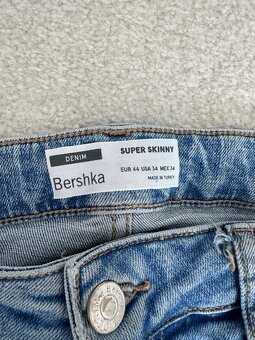 DENIM
SUPER SKINNY
Bershka
EUR 44 USA 34 MEX 34
MADE IN TURKEY